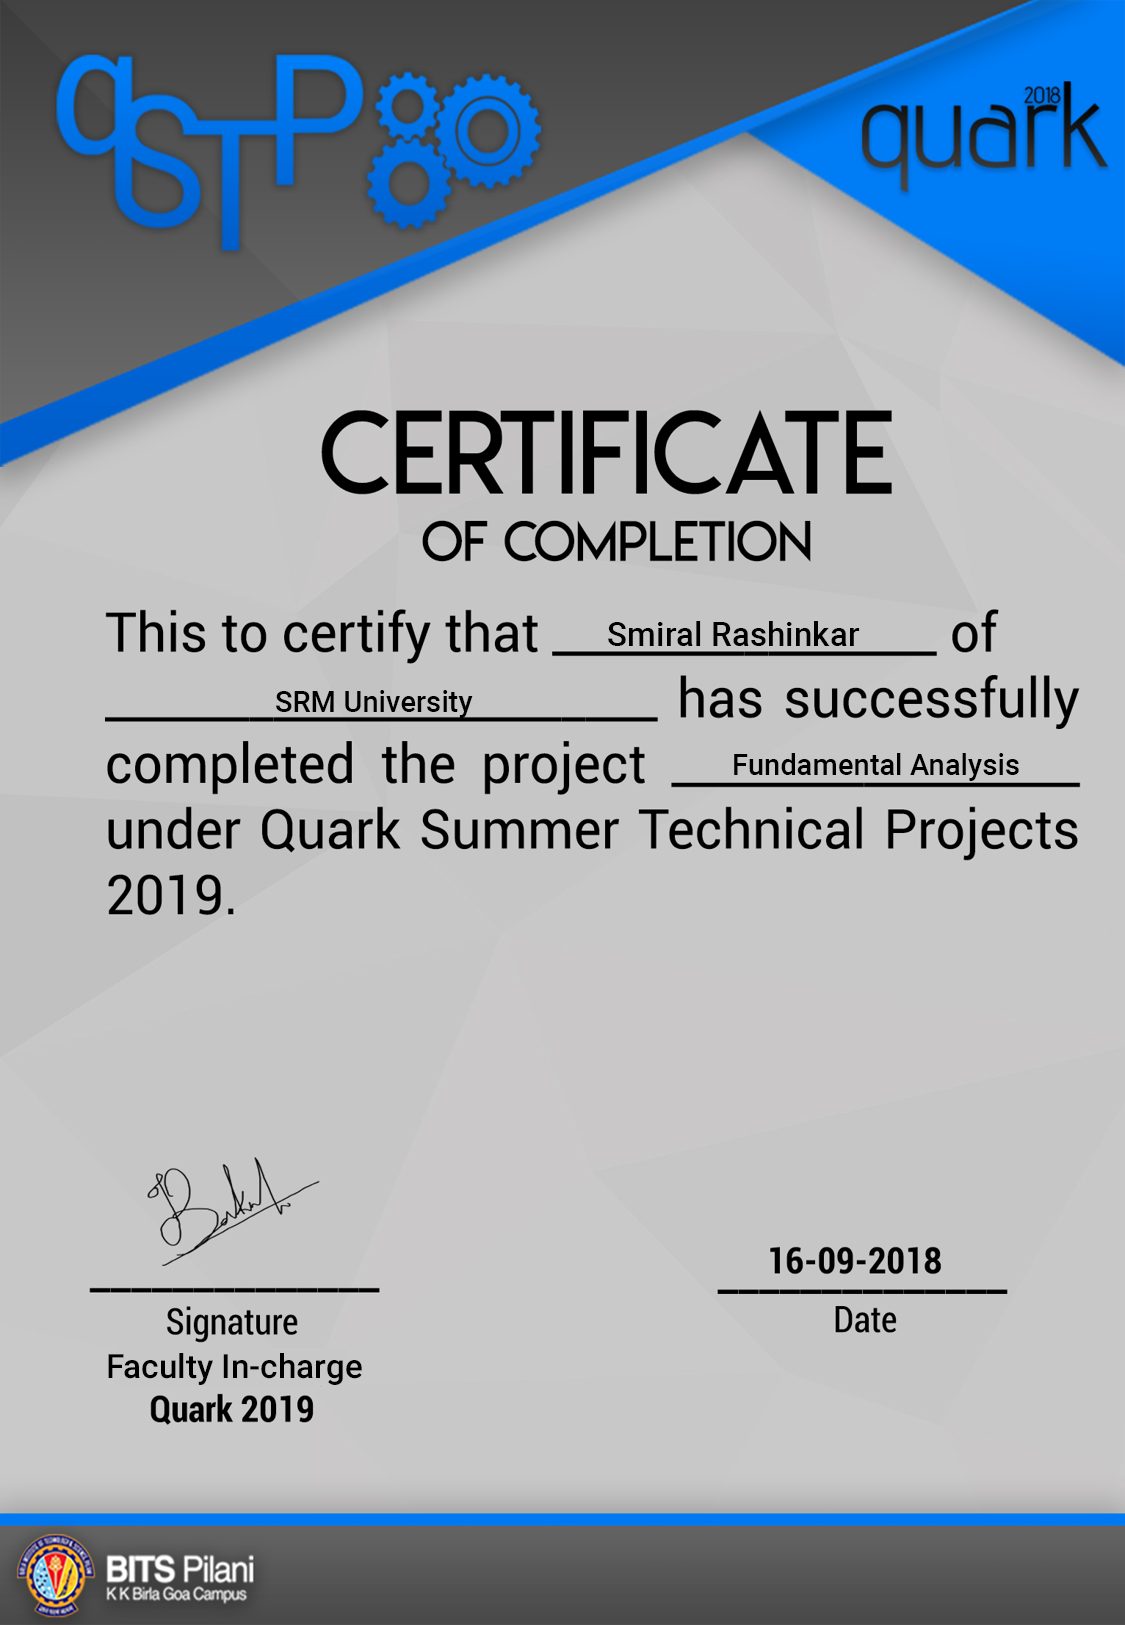 qSTP
2018
quark
CERTIFICATE
OF COMPLETION
This to certify that Smiral Rashinkar of
SRM University has successfully
completed the project Fundamental Analysis
under Quark Summer Technical Projects
2019.
16-09-2018
Signature
Date
Faculty In-charge
Quark 2019
BITS Pilani
K K Birla Goa Campus